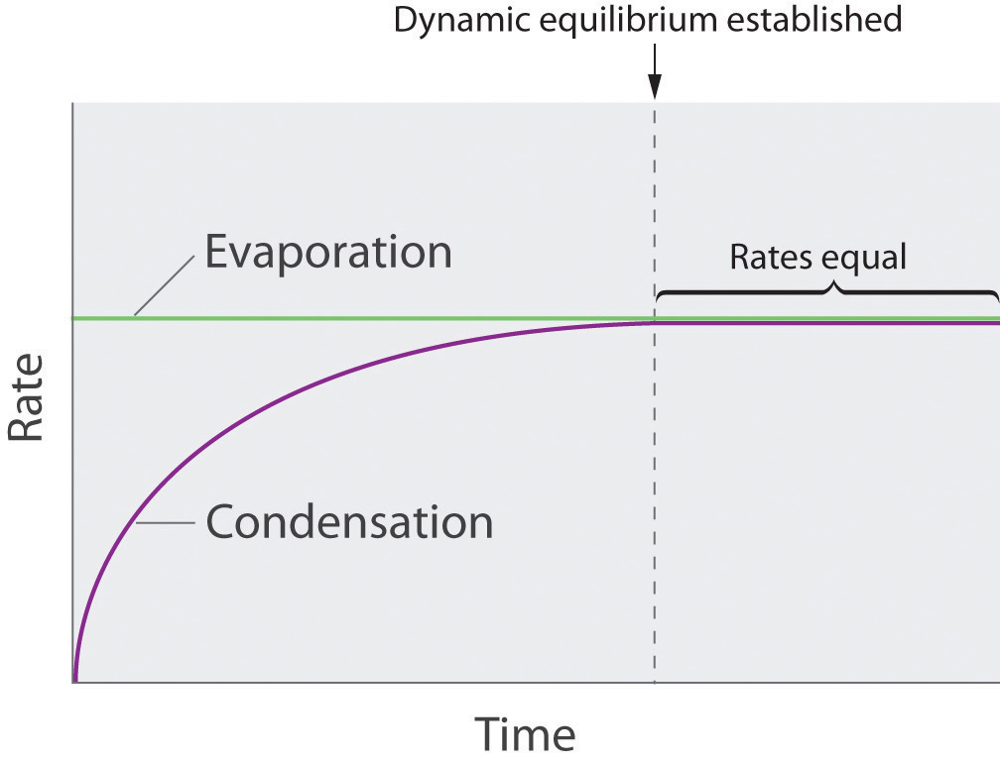 Dynamic equilibrium established
Evaporation
Rates equal
Rate
Condensation
Time